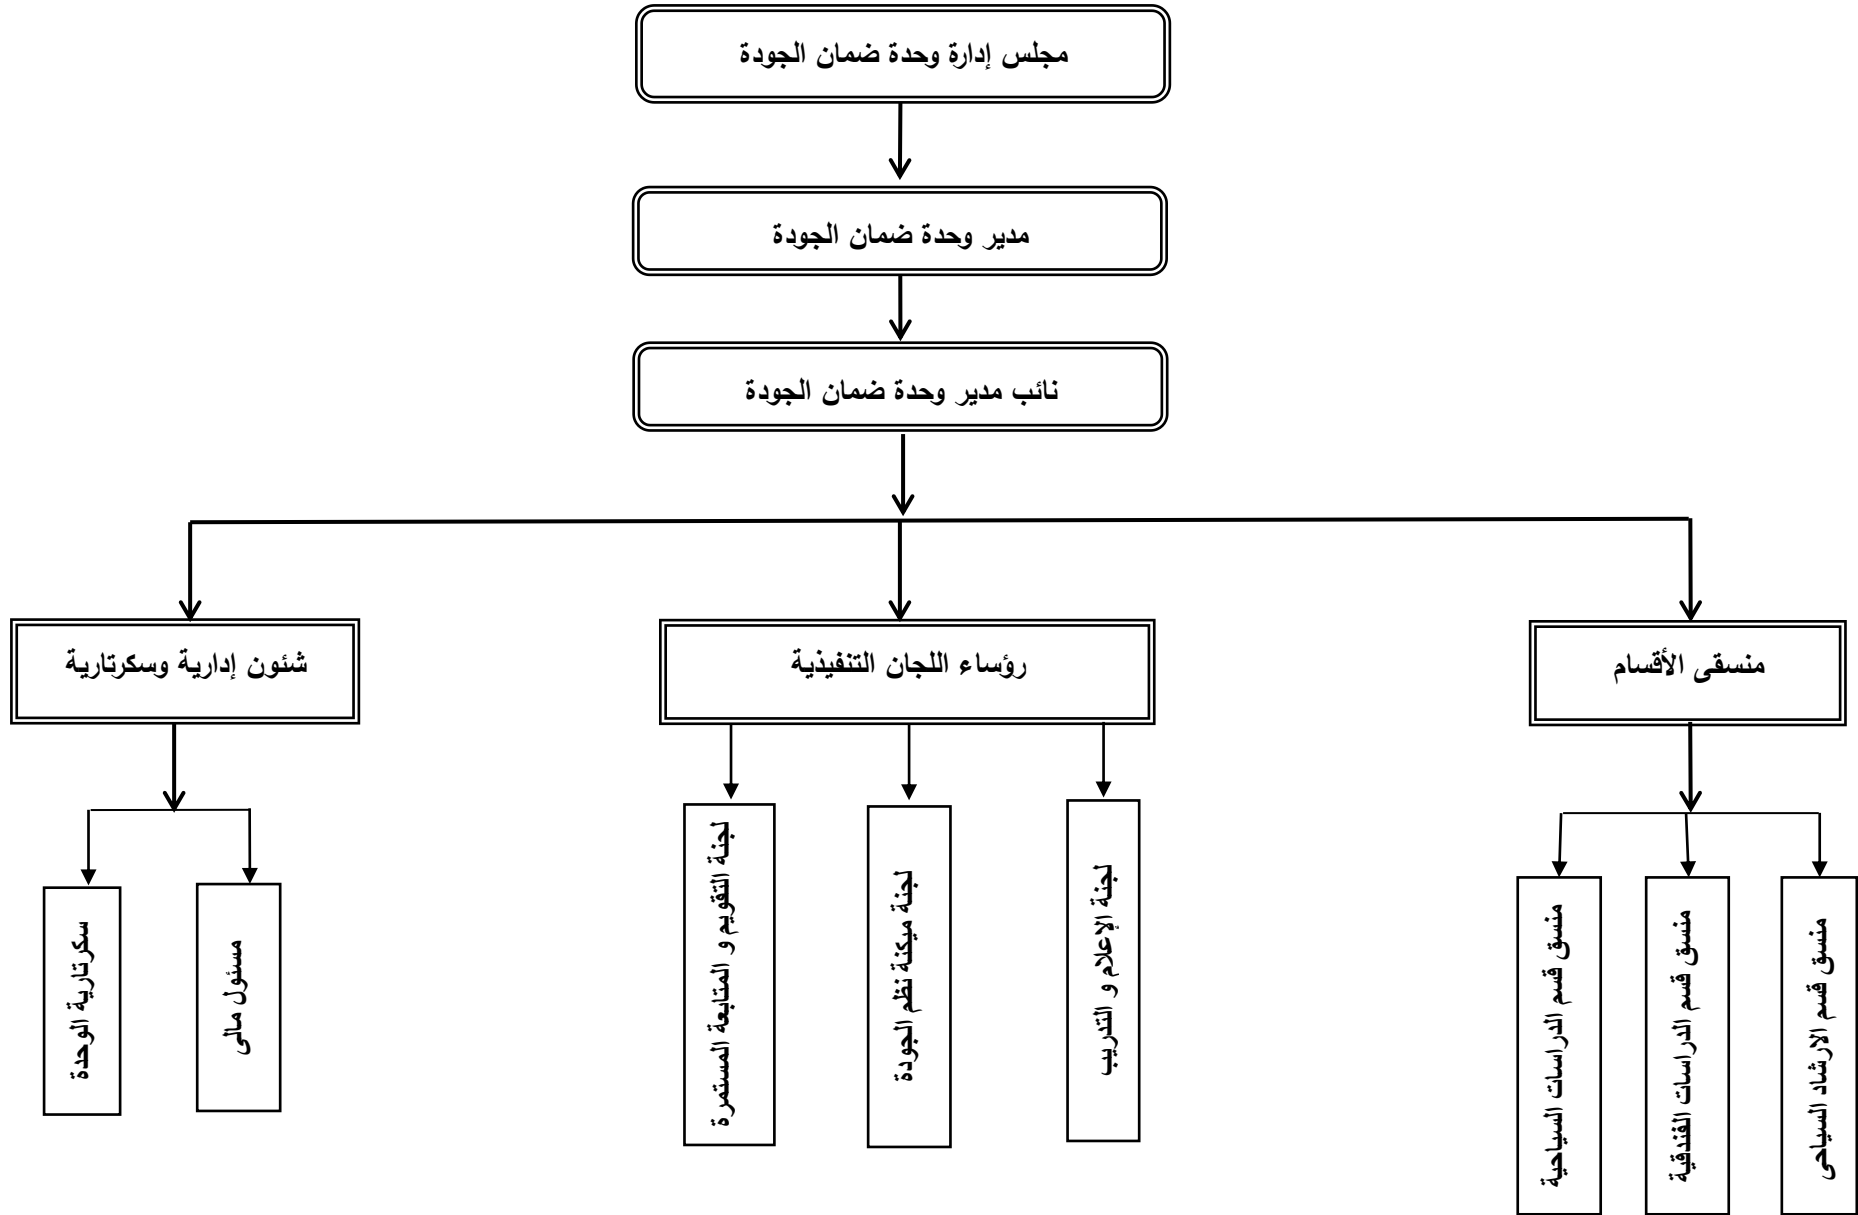 مجلس إدارة وحدة ضمان الجودة
مدير وحدة ضمان الجودة
نائب مدير وحدة ضمان الجودة
منسقى الأقسام
رؤساء اللجان التنفيذية
شئون إدارية وسكرتارية
منسق قسم الارشاد السياحى
منسق قسم الدراسات الفندقية
منسق قسم الدراسات السياحية
لجنة الإعلام و التدريب
لجنة ميكنة نظم الجودة
لجنة التقويم و المتابعة المستمرة
مسئول مالى
سكرتارية الوحدة